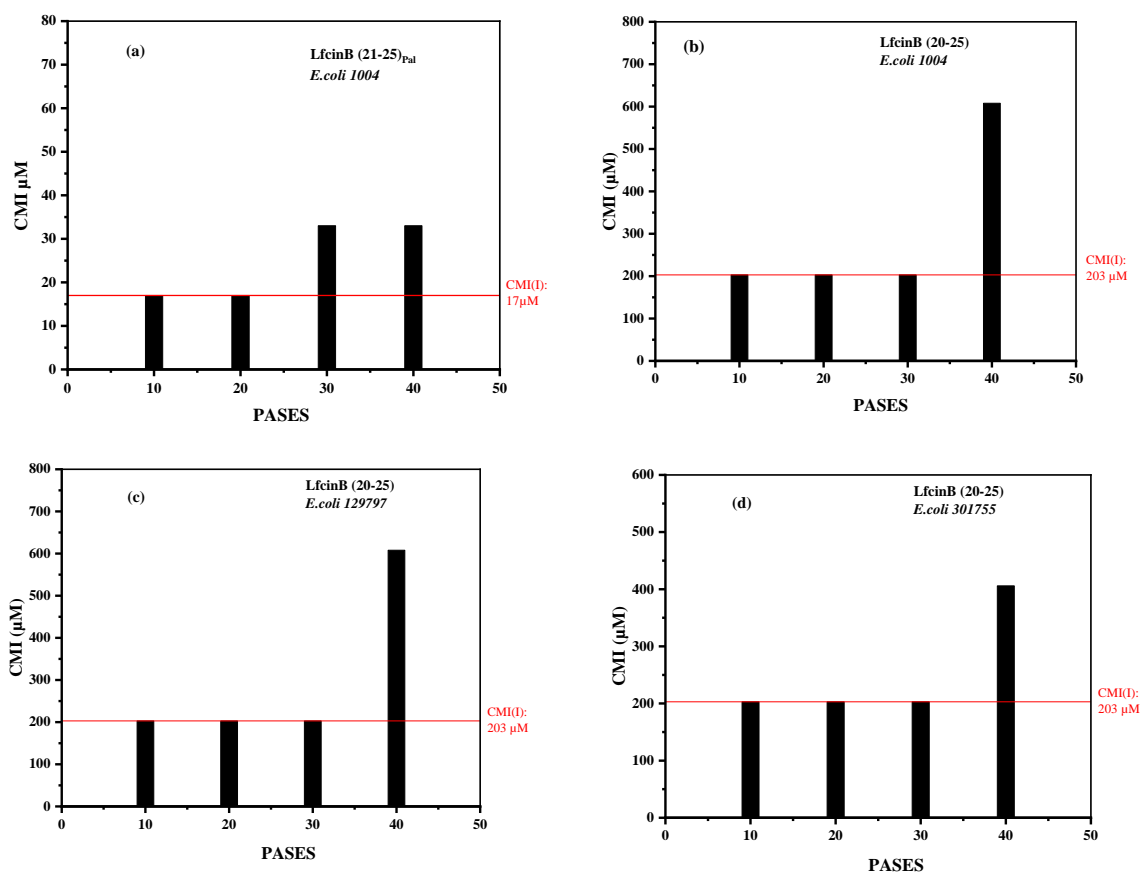 (a)
LfcinB (21-25)Pal
E.coli 1004
CMI µM
80
70
60
50
40
30
20
10
0
0 10 20 30 40 50
PASES
CMI(I):
17µM
(b)
LfcinB (20-25)
E.coli 1004
CMI (µM)
800
700
600
500
400
300
200
100
0
0 10 20 30 40 50
PASES
CMI(I):
203 µM
(c)
LfcinB (20-25)
E.coli 129797
CMI (µM)
800
700
600
500
400
300
200
100
0
0 10 20 30 40 50
PASES
CMI(I):
203 µM
(d)
LfcinB (20-25)
E.coli 301755
CMI (µM)
600
500
400
300
200
100
0
0 10 20 30 40 50
PASES
CMI(I):
203 µM